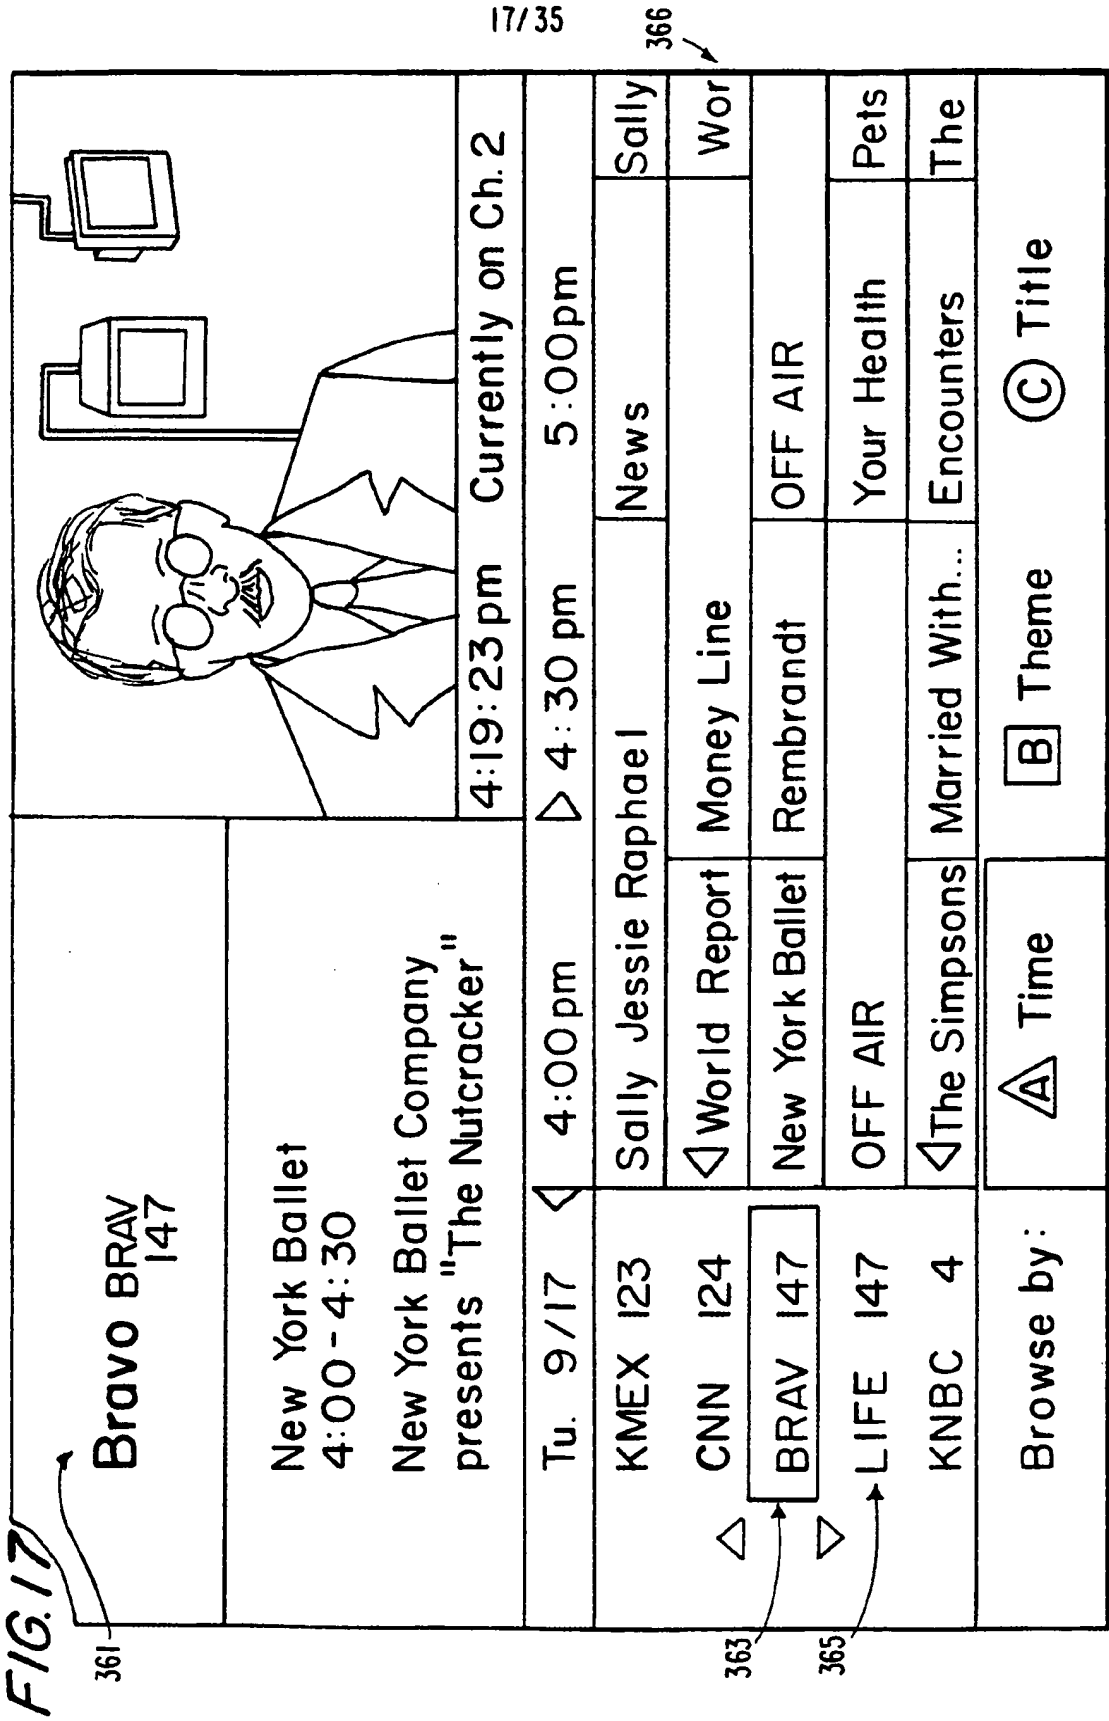 17/35
FIG.17
361
Bravo BRAV
147
New York Ballet
4:00-4:30
New York Ballet Company
presents "The Nutcracker"
4:19:23pm Currently on Ch.2
Tu. 9/17 4:00pm 4:30pm 5:00pm
366
KMEX 123 Sally Jessie Raphael News Sally
CNN 124 World Report Money Line Wor
363
BRAV 147 New York Ballet Rembrandt OFF AIR
365
LIFE 147 OFF AIR Your Health Pets
KNBC 4 The Simpsons Married With... Encounters The
Browse by: A Time B Theme C Title